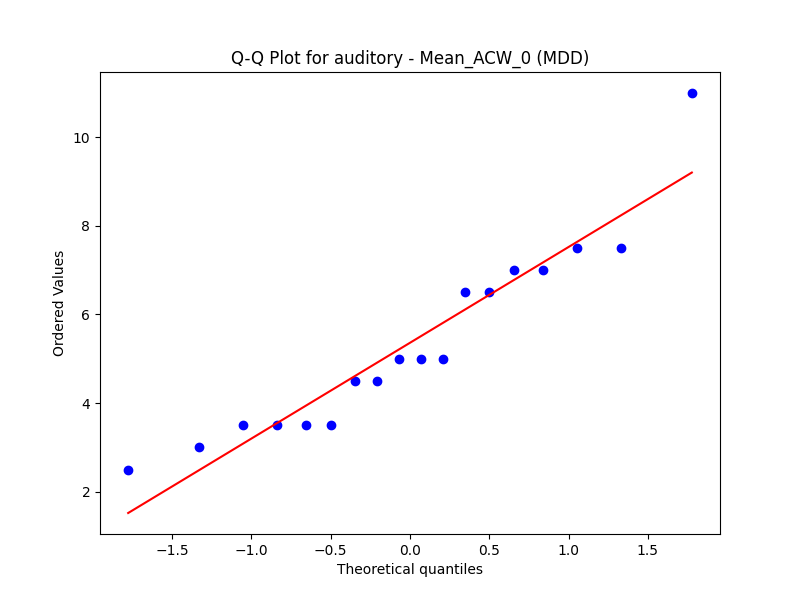 Q-Q Plot for auditory - Mean_ACW_0 (MDD)
Ordered Values
10
8
6
4
2
−1.5 −1.0 −0.5 0.0 0.5 1.0 1.5
Theoretical quantiles